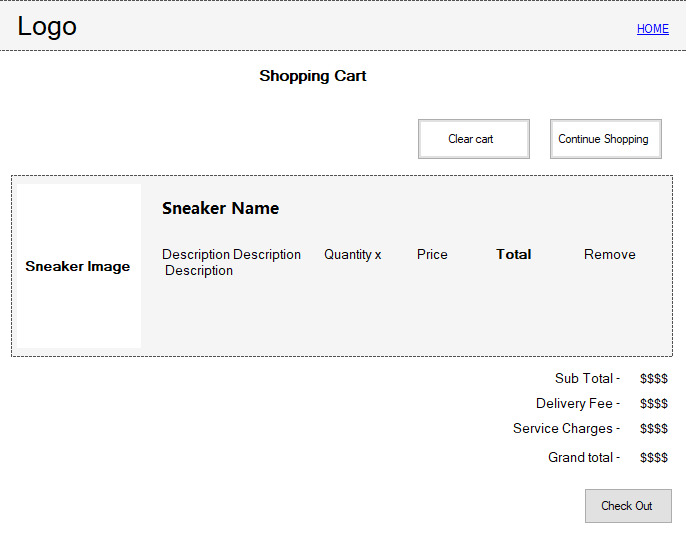 Logo
HOME
Shopping Cart
Clear cart
Continue Shopping
Sneaker Image
Sneaker Name
Description Description
Description
Quantity x
Price
Total
Remove
Sub Total - $$$$
Delivery Fee - $$$$
Service Charges - $$$$
Grand total - $$$$
Check Out